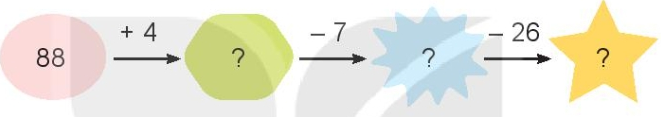 88 + 4 ? – 7 ? – 26 ?